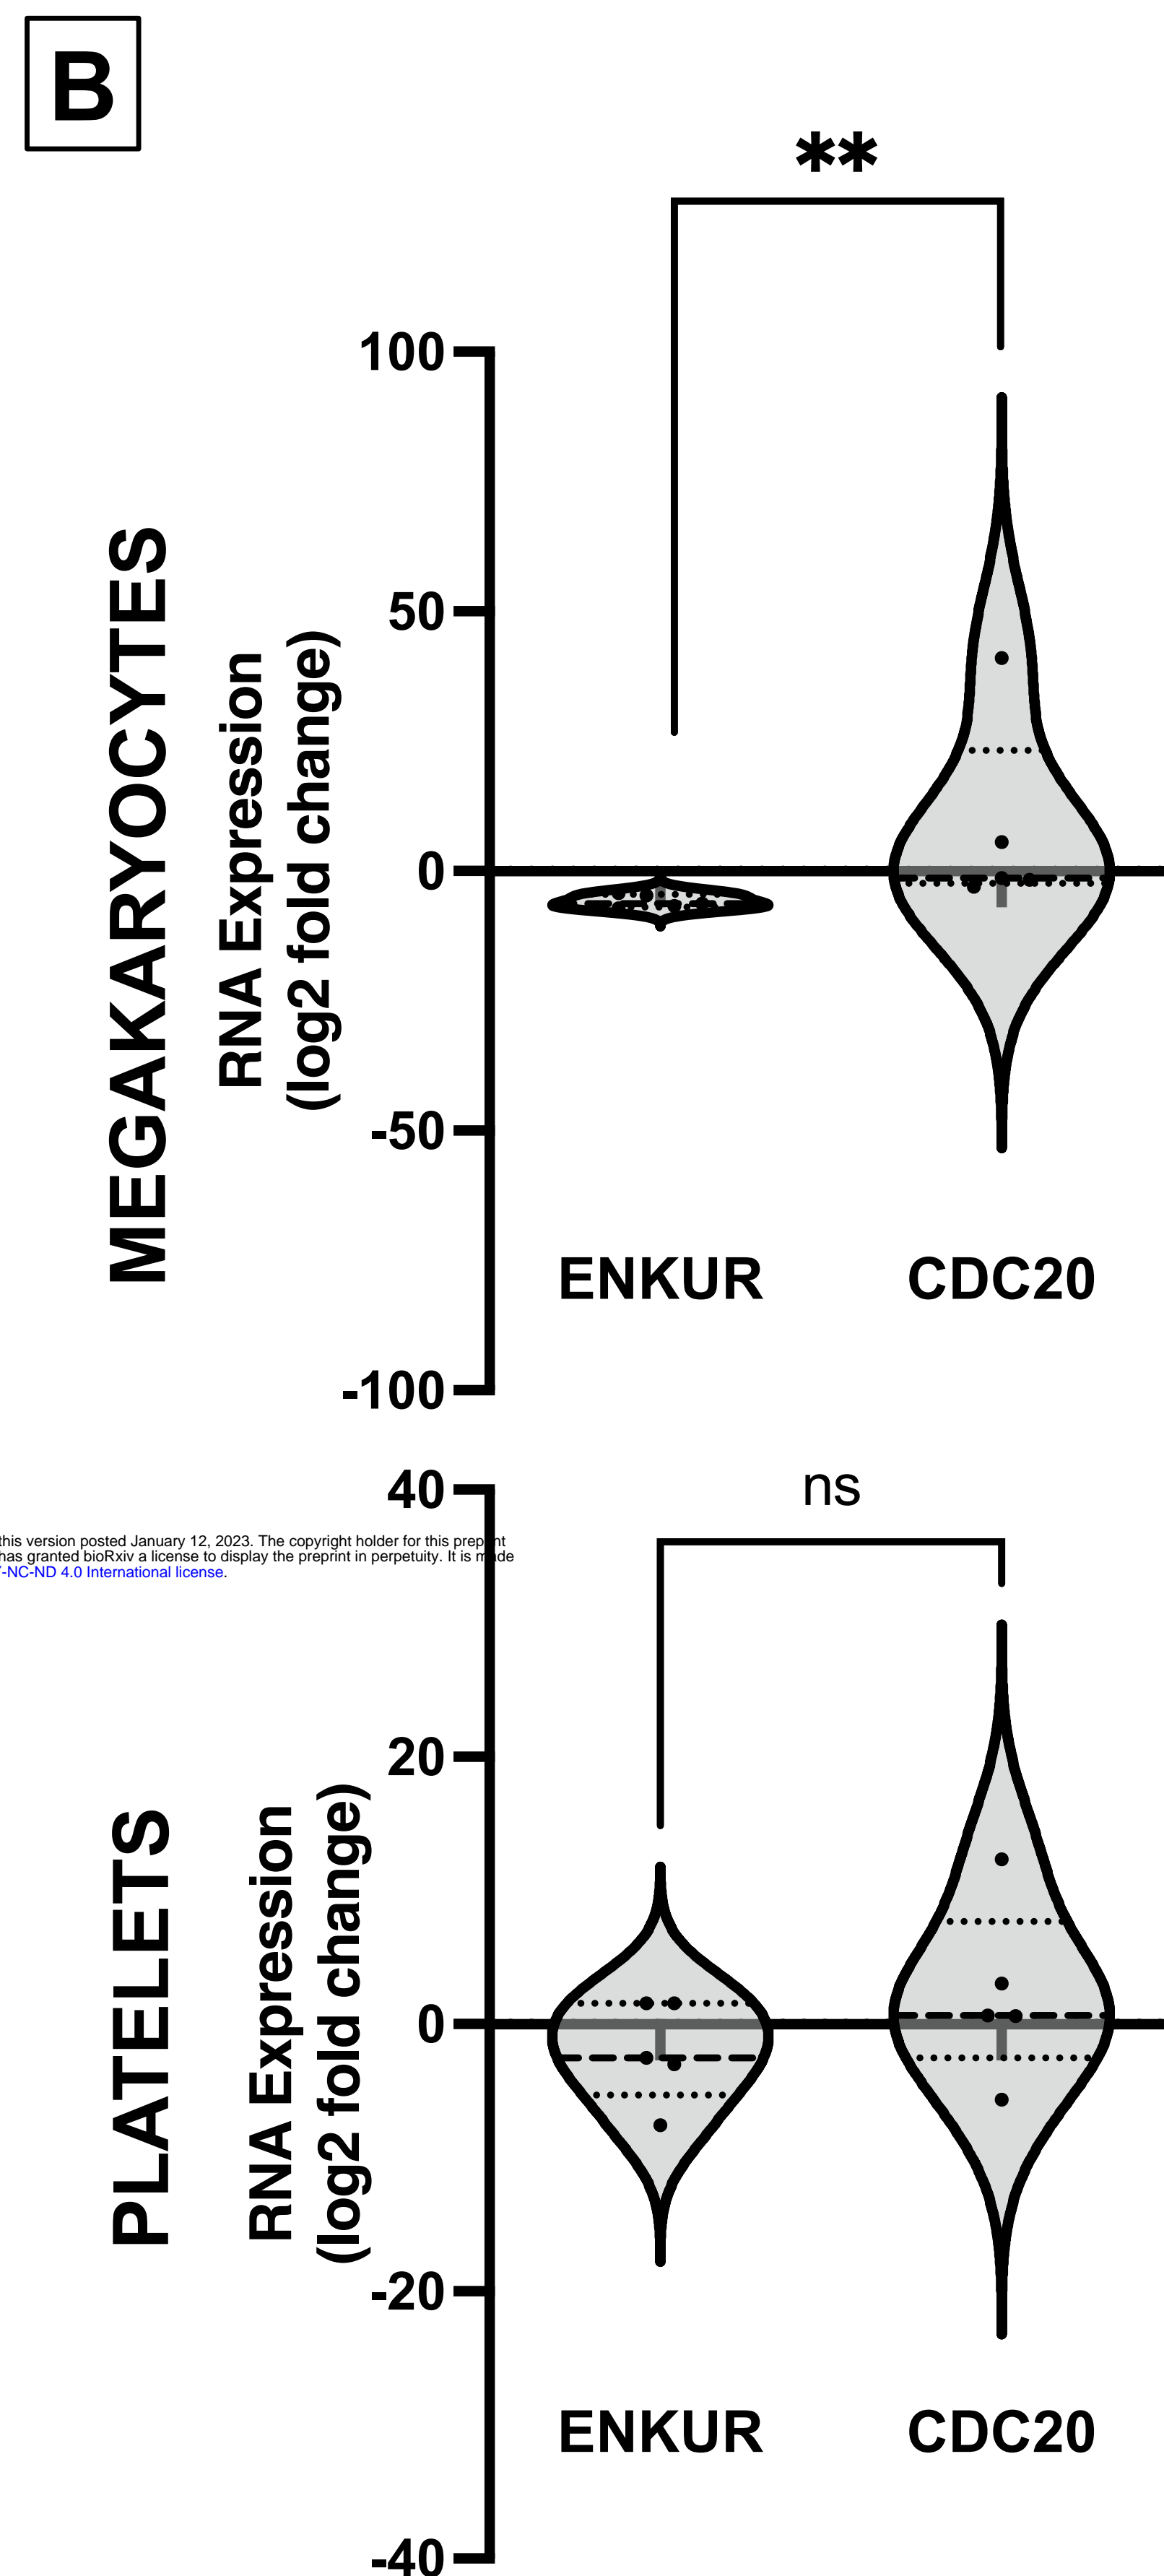 B
**
100
50
0
-50
-100
MEGAKARYOCYTES
RNA Expression
(log2 fold change)
ENKUR CDC20
ns
40
20
0
-20
-40
this version posted January 12, 2023. The copyright holder for this preprint
has granted bioRxiv a license to display the preprint in perpetuity. It is made
-NC-ND 4.0 International license.
PLATELETS
RNA Expression
(log2 fold change)
ENKUR CDC20